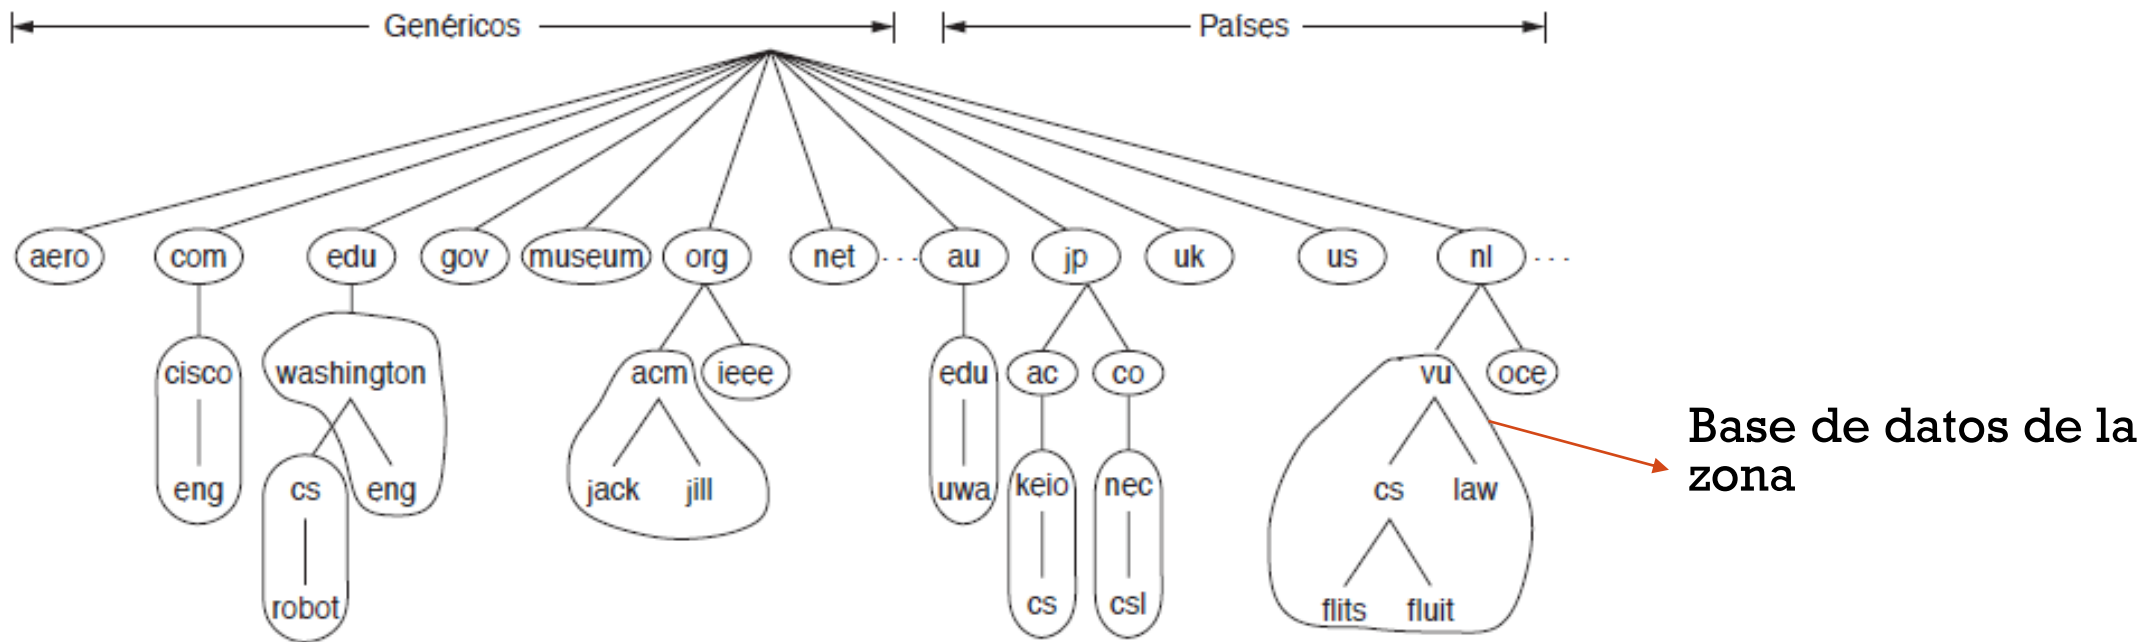 Genéricos Países
aero com edu gov museum org net ... au jp uk us nl ...
cisco washington acm ieee edu ac co vu oce
Base de datos de la
zona
eng cs eng jack jill uwa keio nec cs law
robot cs csl flits fluit